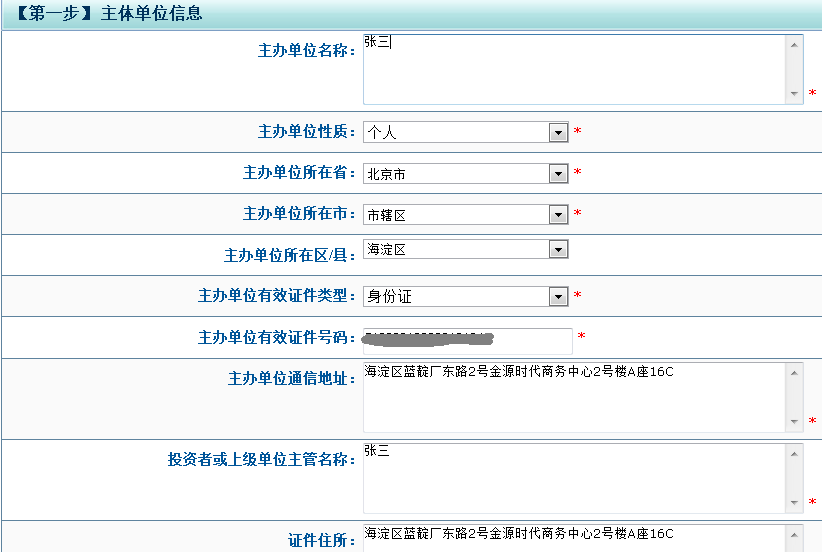 【第一步】主体单位信息
主办单位名称： 张三 *
主办单位性质： 个人 *
主办单位所在省： 北京市 *
主办单位所在市： 市辖区 *
主办单位所在区/县： 海淀区
主办单位有效证件类型： 身份证 *
主办单位有效证件号码： *
主办单位通信地址： 海淀区蓝靛厂东路2号金源时代商务中心2号楼A座16C *
投资者或上级单位主管名称： 张三 *
证件住所： 海淀区蓝靛厂东路2号金源时代商务中心2号楼A座16C